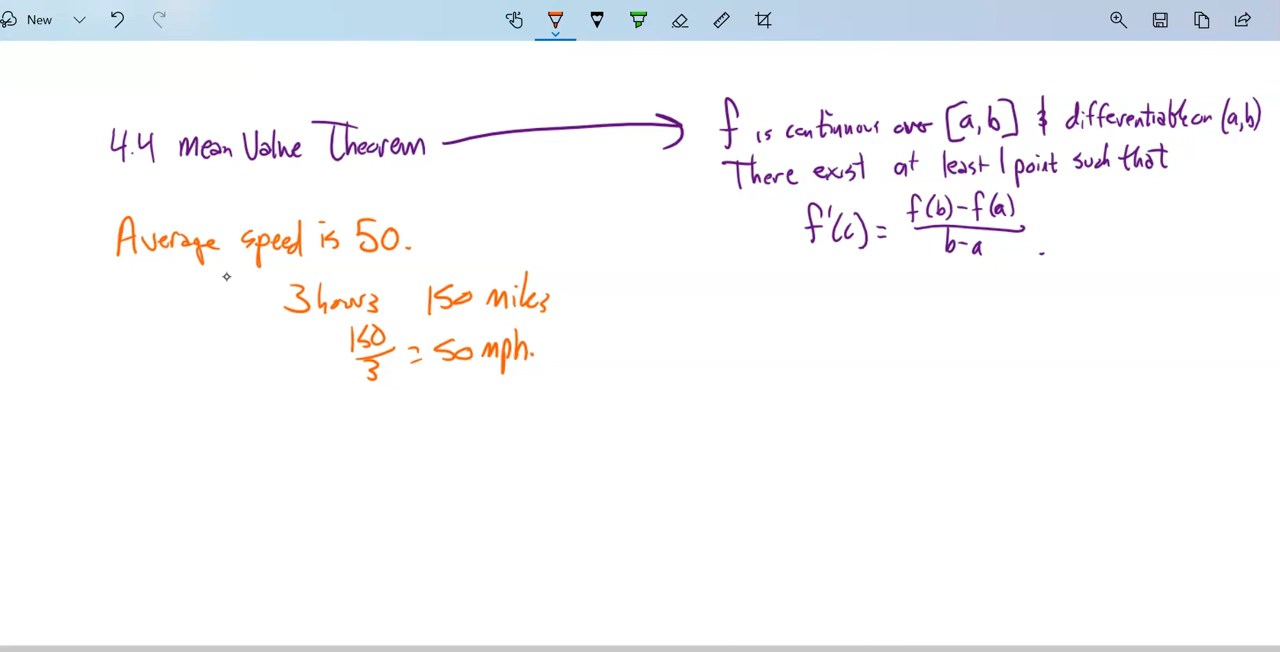 New
4.4 Mean Value Theorem
f is continuous over [a,b] & differentiable on (a,b)
There exist at least 1 point such that
f'(c) = f(b)-f(a) / b-a .
Average speed is 50.
3 hours 150 miles
150/3 = 50 mph.